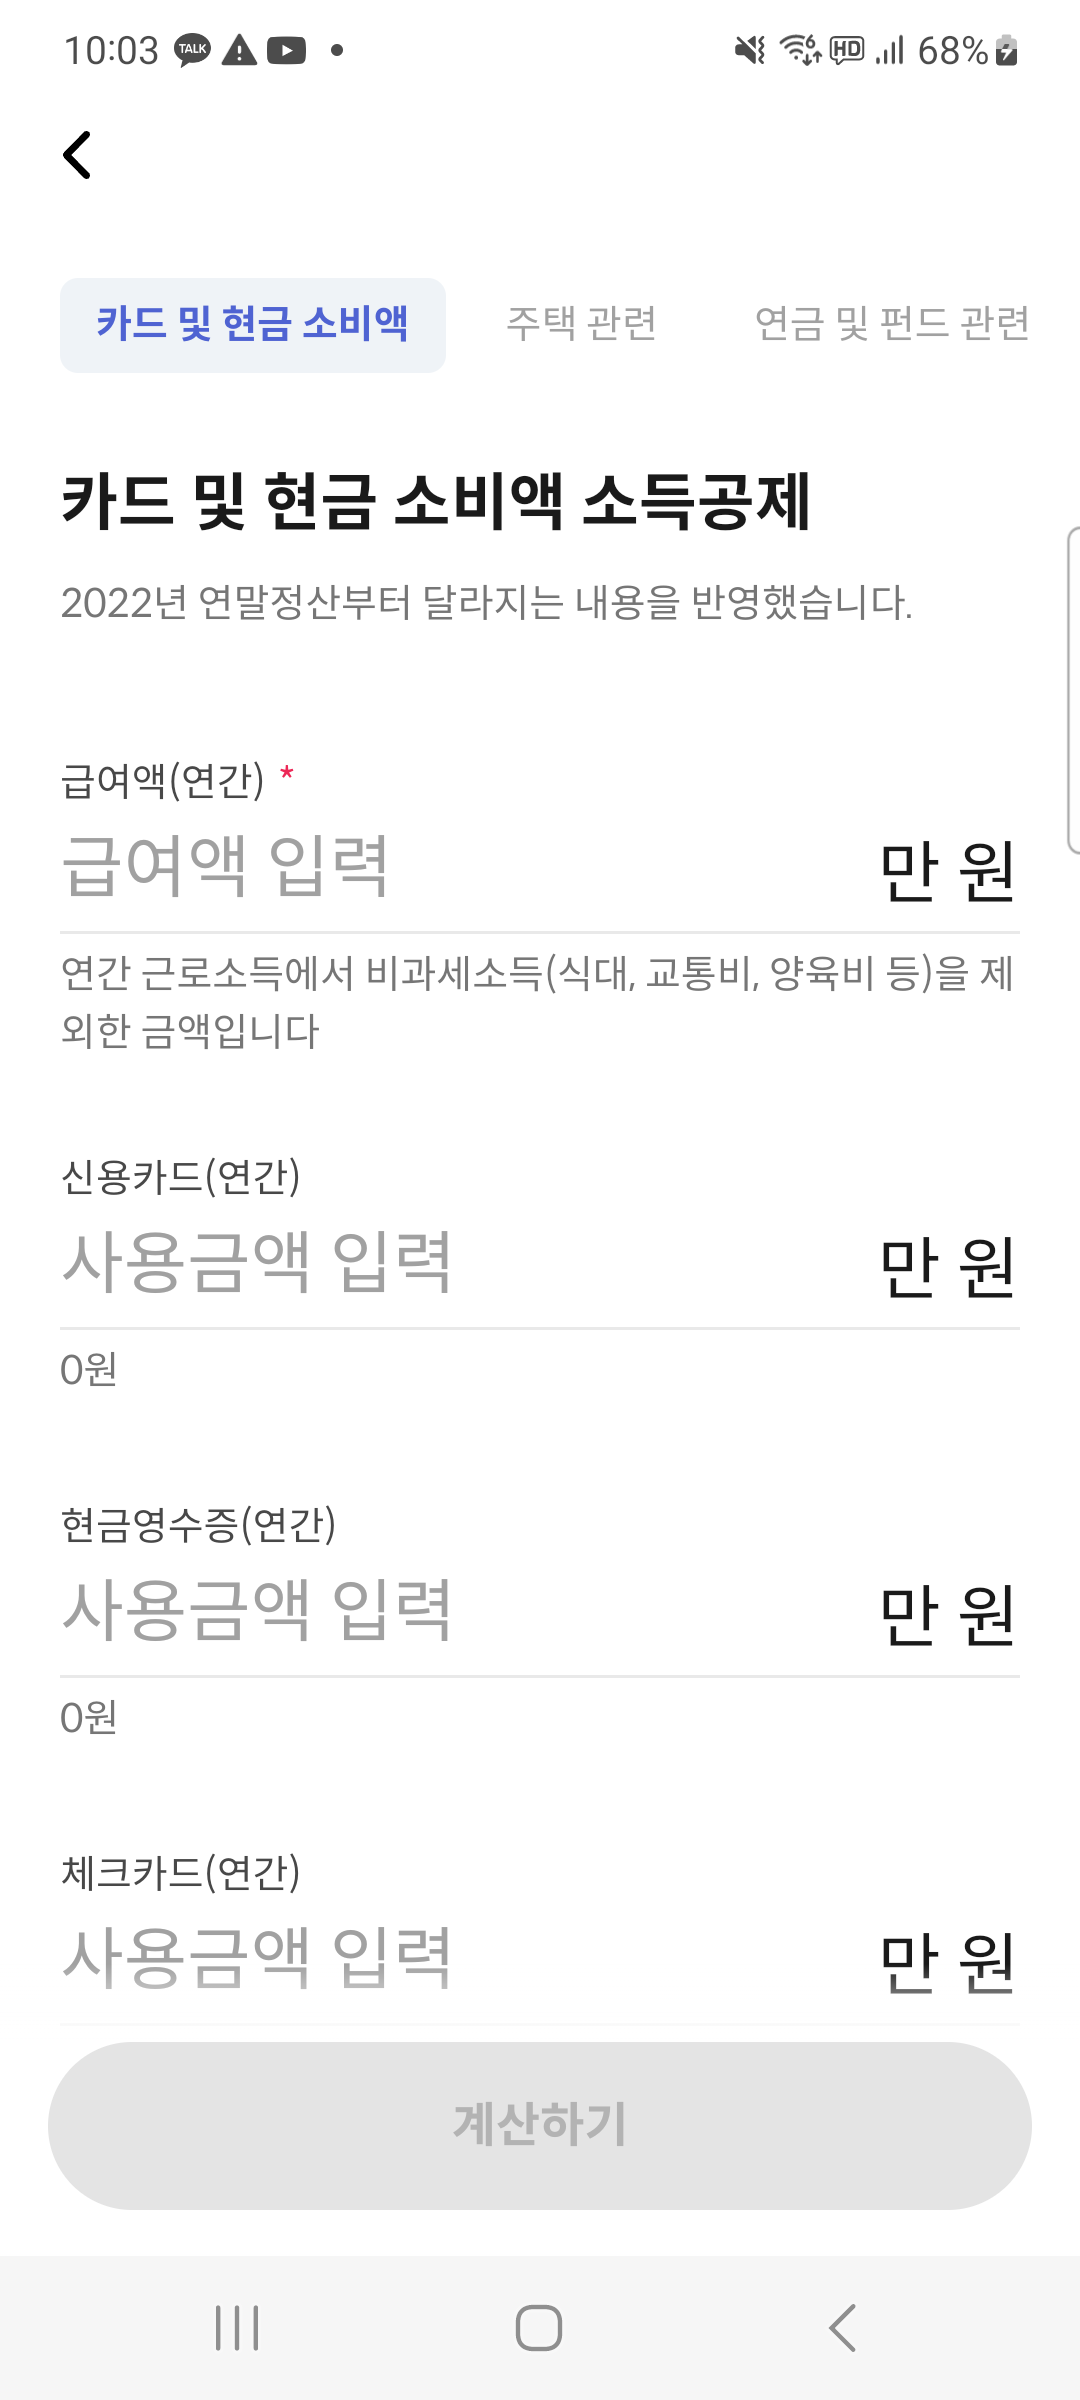 10:03 TALK HD 68%
카드 및 현금 소비액 주택 관련 연금 및 펀드 관련
카드 및 현금 소비액 소득공제
2022년 연말정산부터 달라지는 내용을 반영했습니다.
급여액(연간) *
급여액 입력 만 원
연간 근로소득에서 비과세소득(식대, 교통비, 양육비 등)을 제
외한 금액입니다
신용카드(연간)
사용금액 입력 만 원
0원
현금영수증(연간)
사용금액 입력 만 원
0원
체크카드(연간)
사용금액 입력 만 원
계산하기